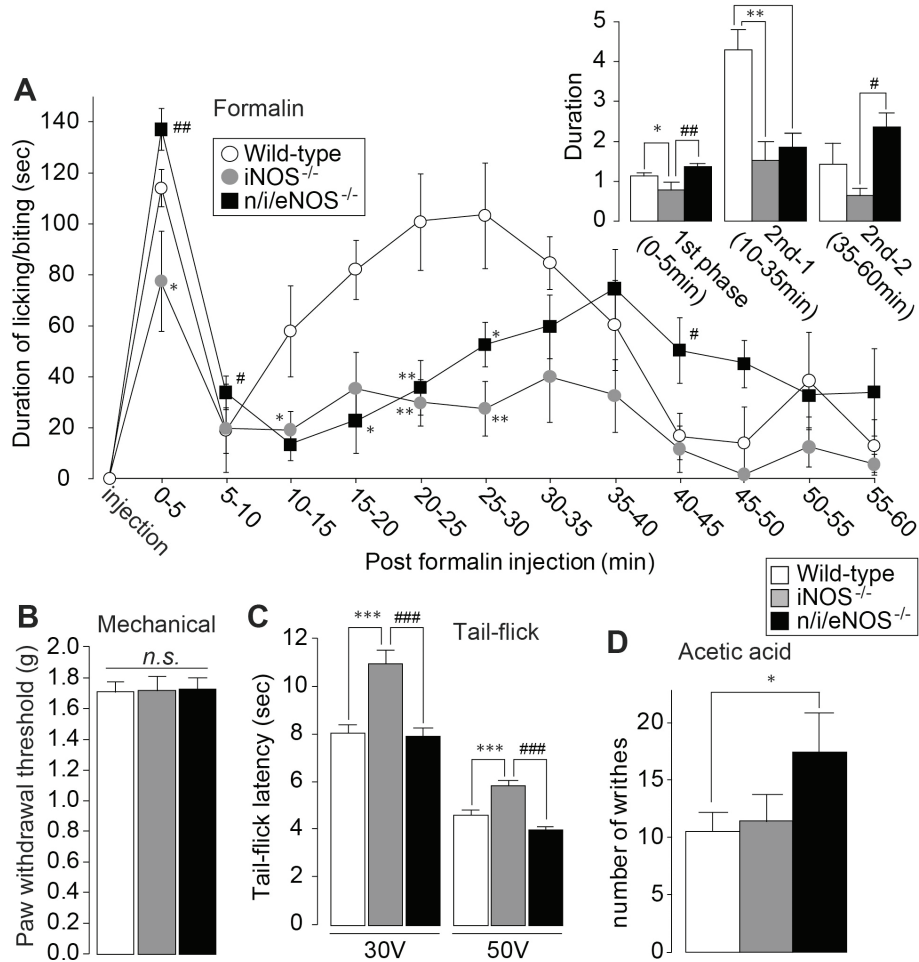 A
Formalin
Wild-type
iNOS-/-
n/i/eNOS-/-
Duration of licking/biting (sec)
140
120
100
80
60
40
20
0
##
*
#
*
*
**
**
*
**
#
injection
0-5
5-10
10-15
15-20
20-25
25-30
30-35
35-40
40-45
45-50
50-55
55-60
Post formalin injection (min)
Duration
5
4
3
2
1
0
*
##
**
#
1st phase
(0-5min)
2nd-1
(10-35min)
2nd-2
(35-60min)
Wild-type
iNOS-/-
n/i/eNOS-/-
B
Mechanical
Paw withdrawal threshold (g)
2.0
1.8
1.6
1.4
1.2
1.0
0.8
0.6
0.4
0.2
0.0
n.s.
C
Tail-flick
Tail-flick latency (sec)
12
10
8
6
4
2
0
***
###
***
###
30V
50V
D
Acetic acid
number of writhes
20
15
10
5
0
*